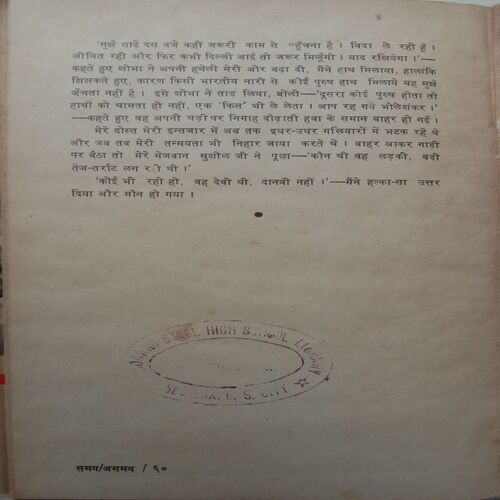 'मुझे साढ़े दस बजे कहीं जरूरी काम से पहुँचना है। विदा ले रही हूँ।
जीवित रही और फिर कभी दिल्ली आई तो जरूर मिलूँगी। याद रखियेगा।'—
कहते हुए शोभा ने अपनी हथेली मेरी ओर बढ़ा दी, मैंने हाथ मिलाया, हालांकि
झिझकते हुए, कारण किसी भारतीय नारी से कोई पुरुष हाथ मिलाये यह मुझे
जँचता नहीं है। इसे शोभा ने ताड़ लिया, बोली—'दूसरा कोई पुरुष होता तो
हाथों को थामता ही नहीं, एक 'किस' भी ले लेता। आप रह गये भोलेशंकर।'
—कहते हुए वह अपनी घड़ी पर निगाह दौड़ाती हवा के समान बाहर हो गई।
मेरे दोस्त मेरी इन्तजार में अब तक इधर-उधर गलियारों में भटक रहे थे
और जब तब मेरी तन्मयता भी निहार जाया करते थे। बाहर आकर गाड़ी
पर बैठा तो मेरे मेजबान सुशील जी ने पूछा—'कौन थी वह लड़की, बड़ी
तेज-तर्राट लग रही थी।'
'कोई भी रही हो, वह देवी थी, दानवी नहीं।'—मैंने हल्का-सा उत्तर
दिया और मौन हो गया।
HIGH SCHOOL LIBRARY
S. CITY
समय/असमय / ६०